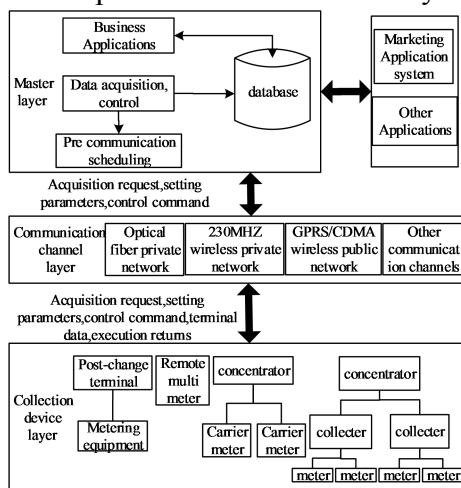 Business
Applications
Master
layer
Data acquisition,
control
Pre communication
scheduling
database
Marketing
Application
system
Other
Applications
Acquisition request,setting
parameters,control command
Communication
channel
layer
Optical
fiber private
network
230MHZ
wireless private
network
GPRS/CDMA
wireless public
network
Other
communicat
ion channels
Acquisition request,setting
parameters,control command,terminal
data,execution returns
Collection
device
layer
Post-change
terminal
Metering
equipment
Remote
multi
meter
concentrator
Carrier
meter
Carrier
meter
concentrator
collecter
collecter
meter
meter
meter
meter